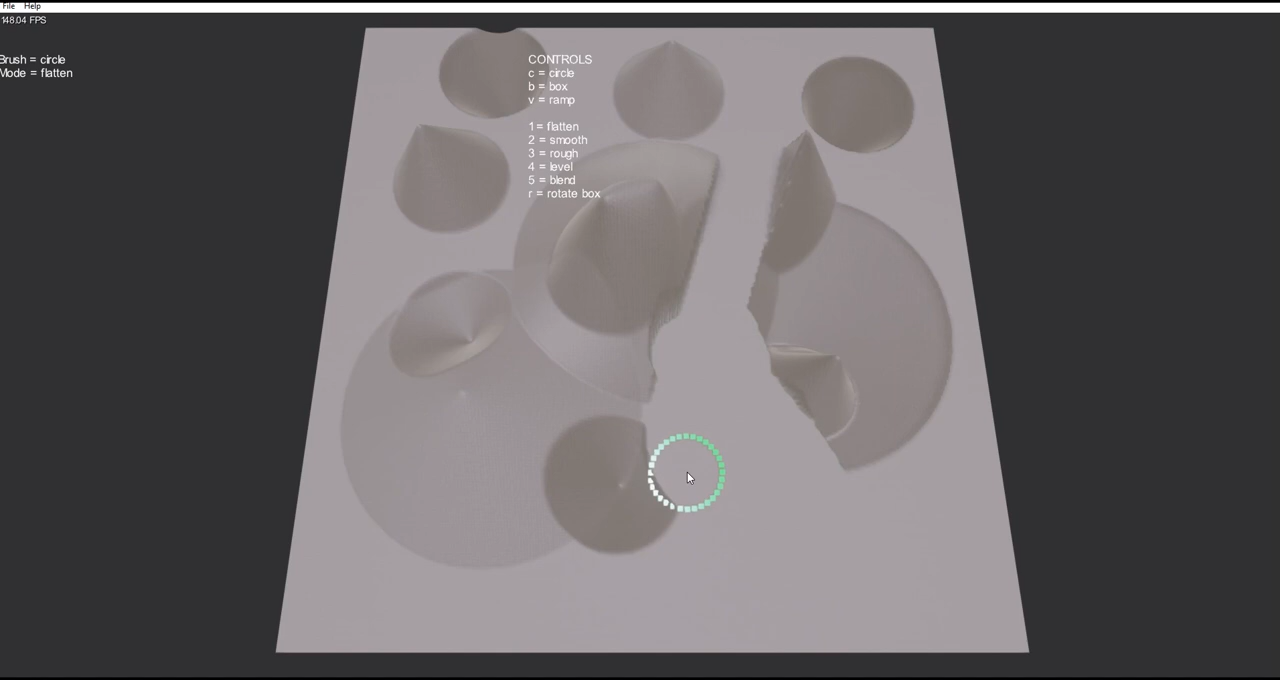 File Help
148.04 FPS
Brush = circle
Mode = flatten
CONTROLS
c = circle
b = box
v = ramp
1 = flatten
2 = smooth
3 = rough
4 = level
5 = blend
r = rotate box